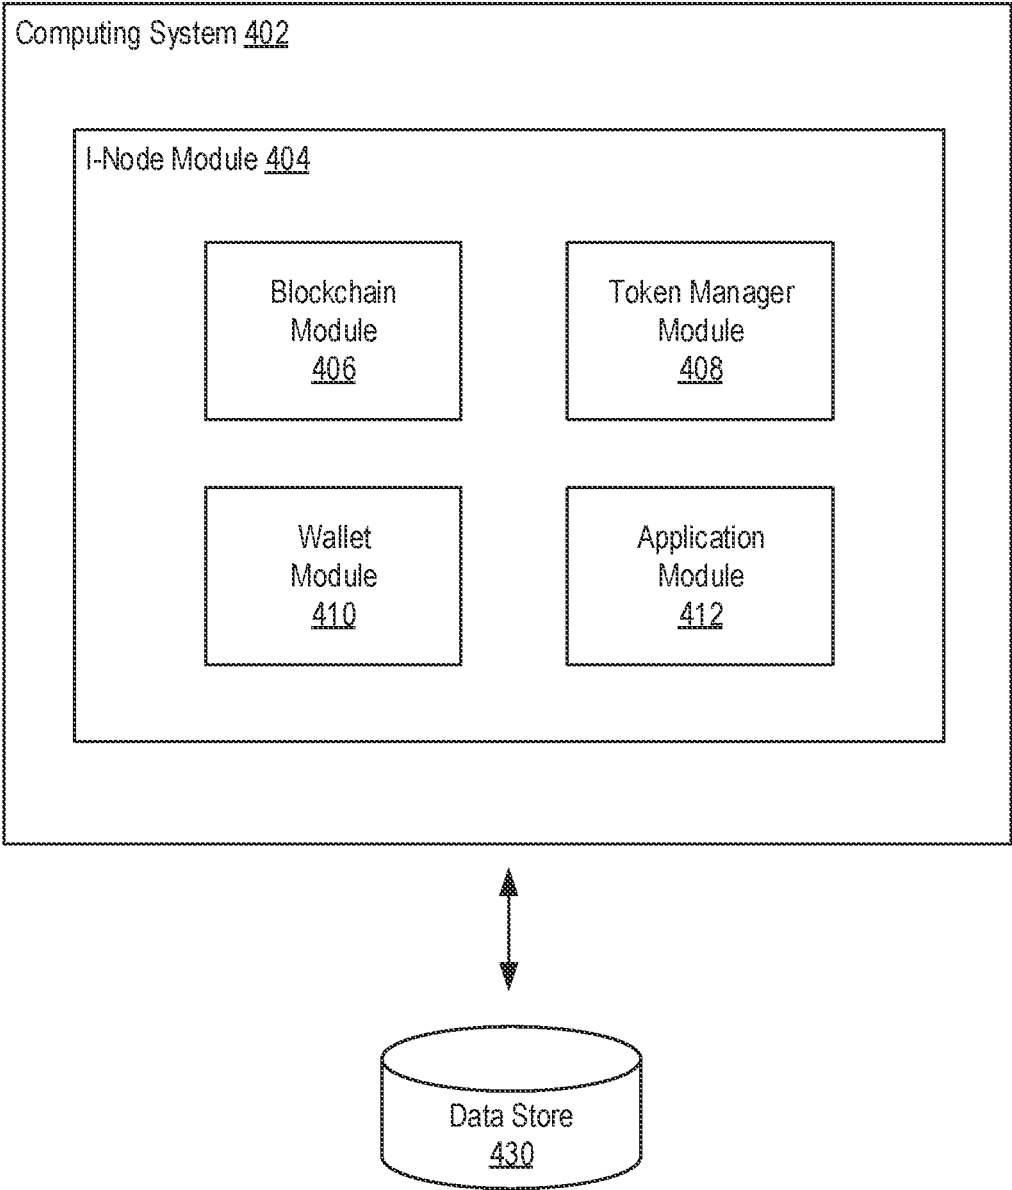 Computing System 402
I-Node Module 404
Blockchain
Module
406
Token Manager
Module
408
Wallet
Module
410
Application
Module
412
Data Store
430